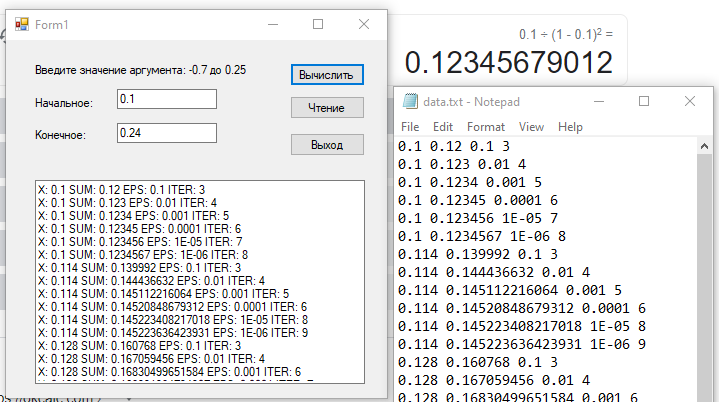 Form1
Введите значение аргумента: -0.7 до 0.25
Вычислить
Начальное:
0.1
Чтение
Конечное:
0.24
Выход
X: 0.1 SUM: 0.12 EPS: 0.1 ITER: 3
X: 0.1 SUM: 0.123 EPS: 0.01 ITER: 4
X: 0.1 SUM: 0.1234 EPS: 0.001 ITER: 5
X: 0.1 SUM: 0.12345 EPS: 0.0001 ITER: 6
X: 0.1 SUM: 0.123456 EPS: 1E-05 ITER: 7
X: 0.1 SUM: 0.1234567 EPS: 1E-06 ITER: 8
X: 0.114 SUM: 0.139992 EPS: 0.1 ITER: 3
X: 0.114 SUM: 0.144436632 EPS: 0.01 ITER: 4
X: 0.114 SUM: 0.145112216064 EPS: 0.001 ITER: 5
X: 0.114 SUM: 0.14520848679312 EPS: 0.0001 ITER: 6
X: 0.114 SUM: 0.145223408217018 EPS: 1E-05 ITER: 8
X: 0.114 SUM: 0.145223636423931 EPS: 1E-06 ITER: 9
X: 0.128 SUM: 0.160768 EPS: 0.1 ITER: 3
X: 0.128 SUM: 0.167059456 EPS: 0.01 ITER: 4
X: 0.128 SUM: 0.16830499651584 EPS: 0.001 ITER: 6
0.1 ÷ (1 - 0.1)² =
0.12345679012
data.txt - Notepad
File Edit Format View Help
0.1 0.12 0.1 3
0.1 0.123 0.01 4
0.1 0.1234 0.001 5
0.1 0.12345 0.0001 6
0.1 0.123456 1E-05 7
0.1 0.1234567 1E-06 8
0.114 0.139992 0.1 3
0.114 0.144436632 0.01 4
0.114 0.145112216064 0.001 5
0.114 0.14520848679312 0.0001 6
0.114 0.145223408217018 1E-05 8
0.114 0.145223636423931 1E-06 9
0.128 0.160768 0.1 3
0.128 0.167059456 0.01 4
0.128 0.16830499651584 0.001 6